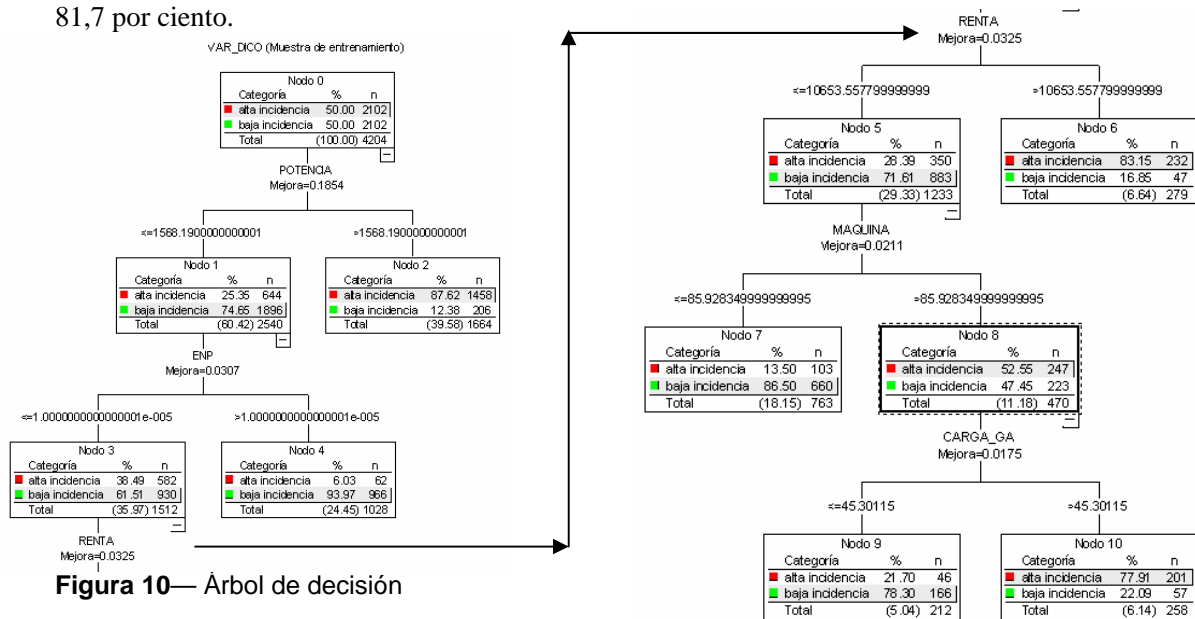 81,7 por ciento.
VAR_DICO (Muestra de entrenamiento)
Nodo 0
Categoría % n
alta incidencia 50.00 2102
baja incidencia 50.00 2102
Total (100.00) 4204
POTENCIA
Mejora=0.1854
<=1568.1900000000001 >1568.1900000000001
Nodo 1
Categoría % n
alta incidencia 25.35 644
baja incidencia 74.65 1896
Total (60.42) 2540
Nodo 2
Categoría % n
alta incidencia 87.62 1458
baja incidencia 12.38 206
Total (39.58) 1664
ENP
Mejora=0.0307
<=1.0000000000000001e-005 >1.0000000000000001e-005
Nodo 3
Categoría % n
alta incidencia 38.49 582
baja incidencia 61.51 930
Total (35.97) 1512
Nodo 4
Categoría % n
alta incidencia 6.03 62
baja incidencia 93.97 966
Total (24.45) 1028
RENTA
Mejora=0.0325
Figura 10— Árbol de decisión
RENTA
Mejora=0.0325
<=10653.557799999999 >10653.557799999999
Nodo 5
Categoría % n
alta incidencia 28.39 350
baja incidencia 71.61 883
Total (29.33) 1233
Nodo 6
Categoría % n
alta incidencia 83.15 232
baja incidencia 16.85 47
Total (6.64) 279
MAQUINA
Mejora=0.0211
<=85.928349999999995 >85.928349999999995
Nodo 7
Categoría % n
alta incidencia 13.50 103
baja incidencia 86.50 660
Total (18.15) 763
Nodo 8
Categoría % n
alta incidencia 52.55 247
baja incidencia 47.45 223
Total (11.18) 470
CARGA_GA
Mejora=0.0175
<=45.30115 >45.30115
Nodo 9
Categoría % n
alta incidencia 21.70 46
baja incidencia 78.30 166
Total (5.04) 212
Nodo 10
Categoría % n
alta incidencia 77.91 201
baja incidencia 22.09 57
Total (6.14) 258